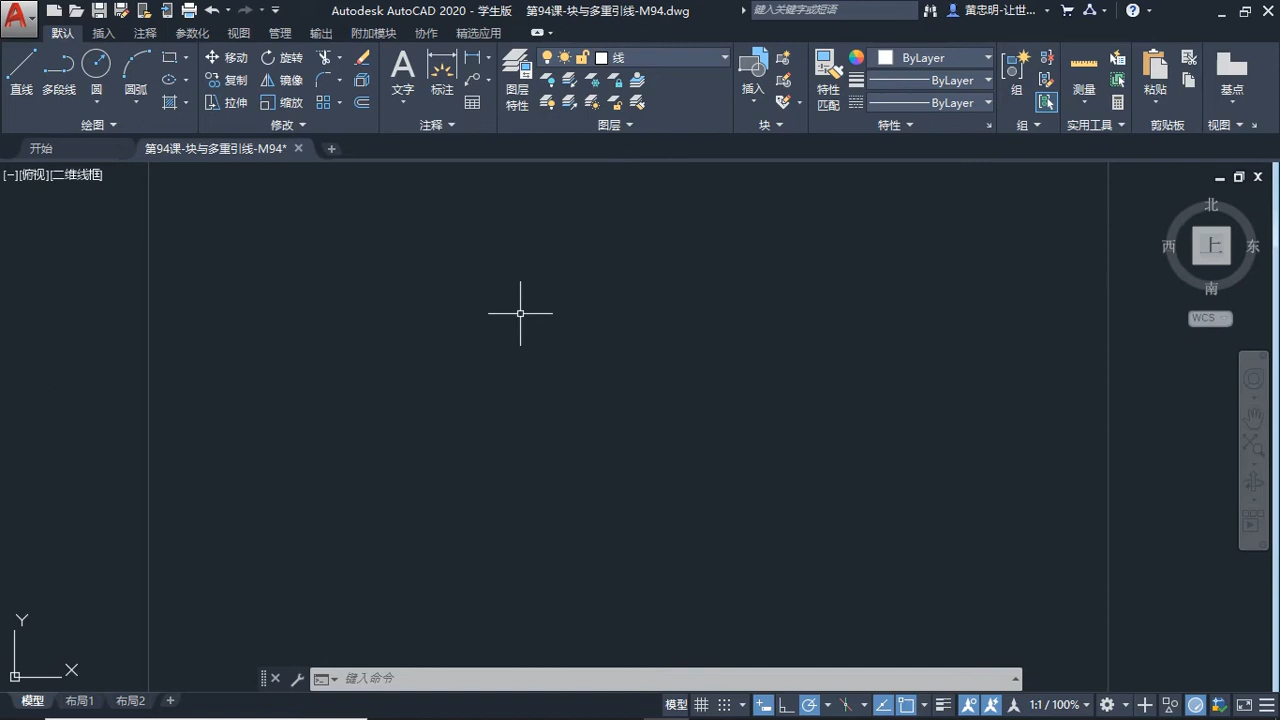 Autodesk AutoCAD 2020 - 学生版 第94课-块与多重引线-M94.dwg 键入关键字或短语 黄忠明-让世...
默认 插入 注释 参数化 视图 管理 输出 附加模块 协作 精选应用
直线 多段线 圆 圆弧 移动 旋转 复制 镜像 拉伸 缩放 文字 标注 图层特性 线 插入 特性匹配 ByLayer ByLayer ByLayer 组 测量 粘贴 基点
绘图 修改 注释 图层 块 特性 组 实用工具 剪贴板 视图
开始 第94课-块与多重引线-M94*
[−][俯视][二维线框]
北
西 上 东
南
WCS
Y
X
键入命令
模型 布局1 布局2 模型 1:1 / 100%